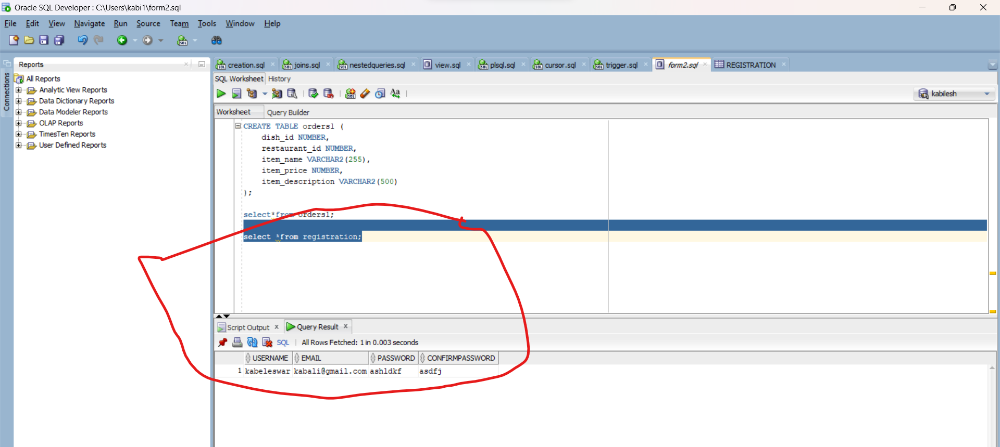 Oracle SQL Developer : C:\Users\kabi1\form2.sql
File Edit View Navigate Run Source Team Tools Window Help
Connections
Reports
All Reports
Analytic View Reports
Data Dictionary Reports
Data Modeler Reports
OLAP Reports
TimesTen Reports
User Defined Reports
creation.sql joins.sql nestedqueries.sql view.sql plsql.sql cursor.sql trigger.sql form2.sql REGISTRATION
SQL Worksheet History
kabilesh
Worksheet Query Builder
CREATE TABLE orders1 (
dish_id NUMBER,
restaurant_id NUMBER,
item_name VARCHAR2(255),
item_price NUMBER,
item_description VARCHAR2(500)
);
select*from orders1;
select *from registration;
Script Output x Query Result x
SQL | All Rows Fetched: 1 in 0.003 seconds
USERNAME EMAIL PASSWORD CONFIRMPASSWORD
1 kabeleswar kabali@gmail.com ashldkf asdfj